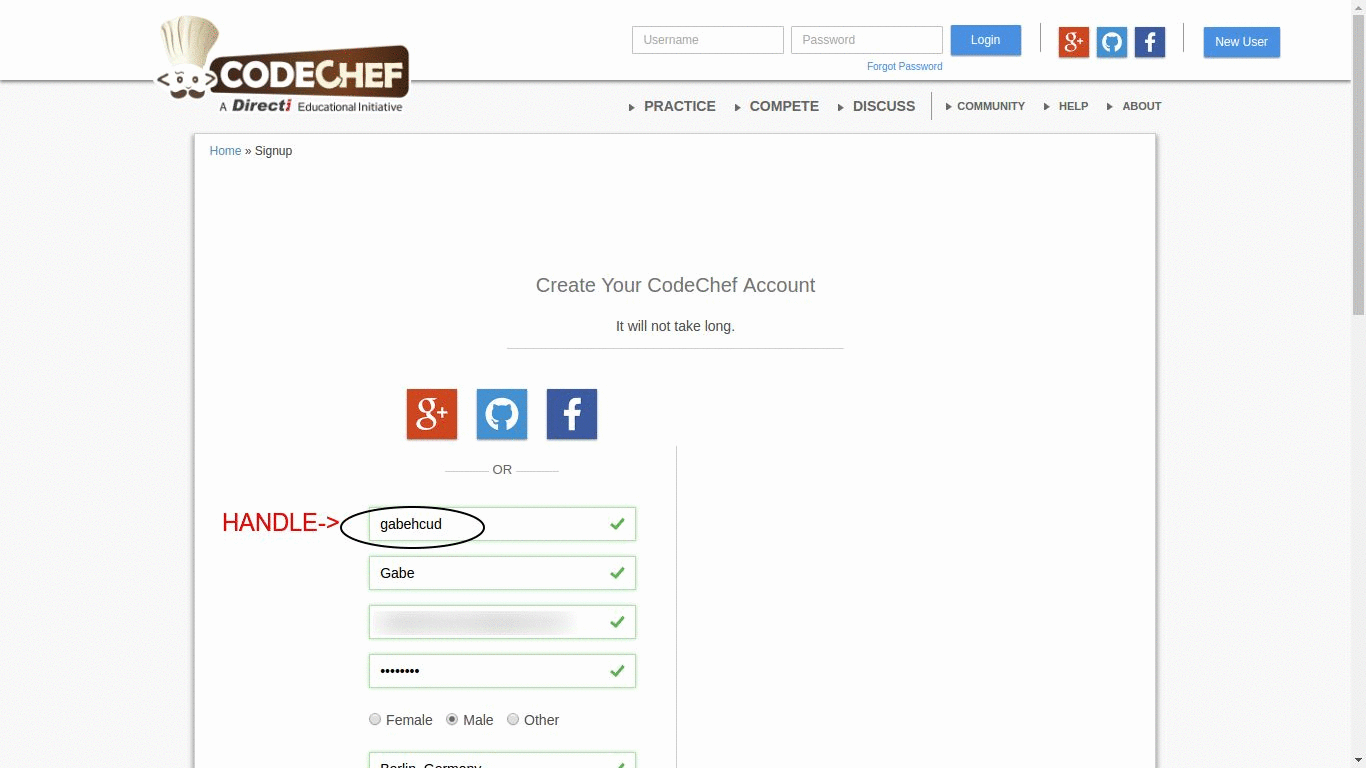 Username Password Login g+ f New User
Forgot Password
CODECHEF
A Directi Educational Initiative
PRACTICE COMPETE DISCUSS COMMUNITY HELP ABOUT
Home » Signup
Create Your CodeChef Account
It will not take long.
g+ f
OR
HANDLE-> gabehcud
Gabe
••••••••
Female Male Other
Berlin, Germany